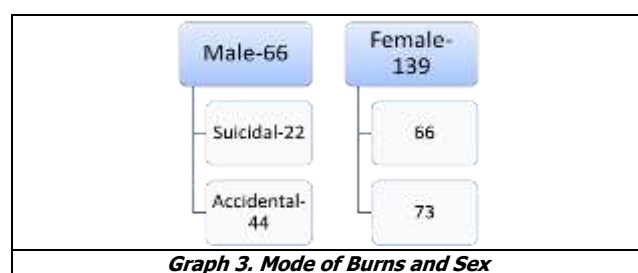 Male-66
Female-
139
Suicidal-22
66
Accidental-
44
73
Graph 3. Mode of Burns and Sex